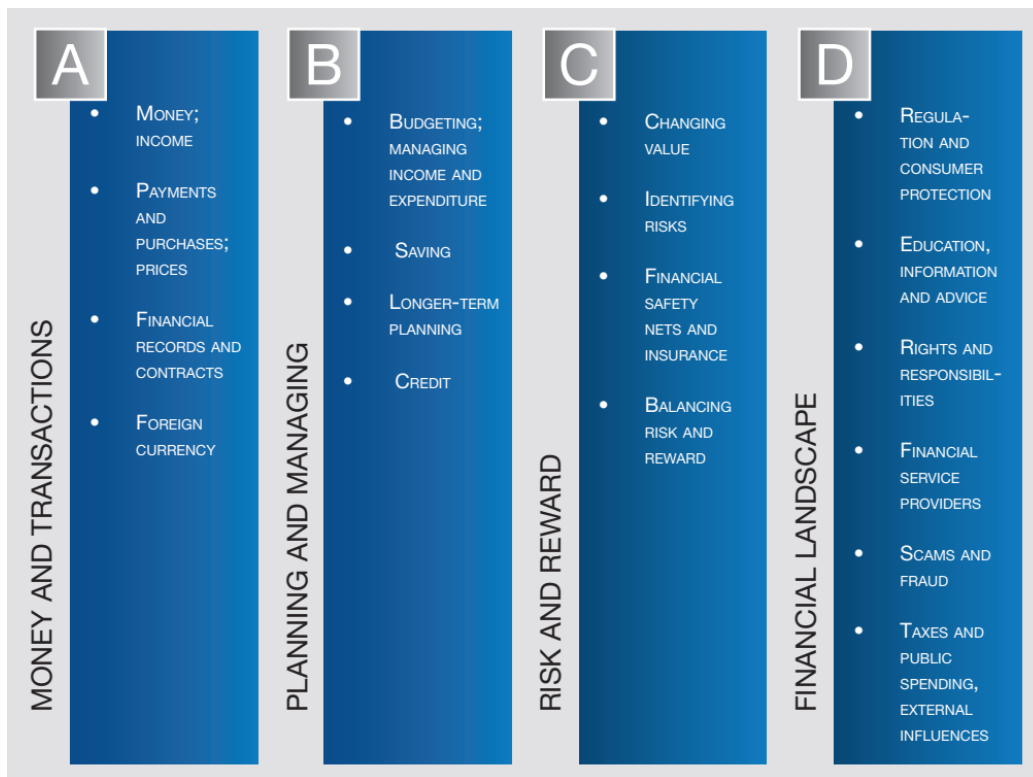 A
MONEY AND TRANSACTIONS
• Money;
income
• Payments
and
purchases;
prices
• Financial
records and
contracts
• Foreign
currency
B
PLANNING AND MANAGING
• Budgeting;
managing
income and
expenditure
• Saving
• Longer-term
planning
• Credit
C
RISK AND REWARD
• Changing
value
• Identifying
risks
• Financial
safety
nets and
insurance
• Balancing
risk and
reward
D
FINANCIAL LANDSCAPE
• Regula-
tion and
consumer
protection
• Education,
information
and advice
• Rights and
responsibil-
ities
• Financial
service
providers
• Scams and
fraud
• Taxes and
public
spending,
external
influences